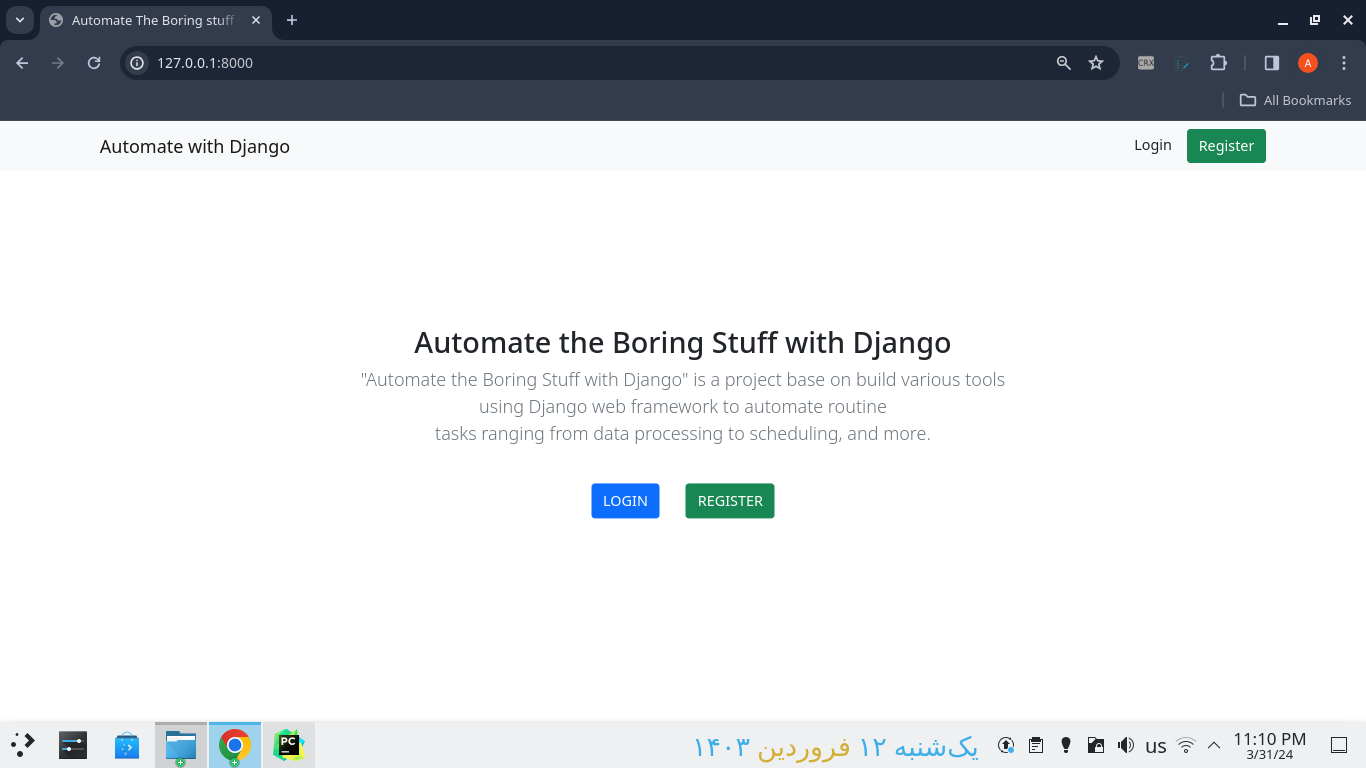 Automate The Boring stuff
127.0.0.1:8000
CRX
A
All Bookmarks
Automate with Django
Login
Register
Automate the Boring Stuff with Django
"Automate the Boring Stuff with Django" is a project base on build various tools
using Django web framework to automate routine
tasks ranging from data processing to scheduling, and more.
LOGIN
REGISTER
PC
یک‌شنبه ۱۲ فروردین ۱۴۰۳
us
11:10 PM
3/31/24